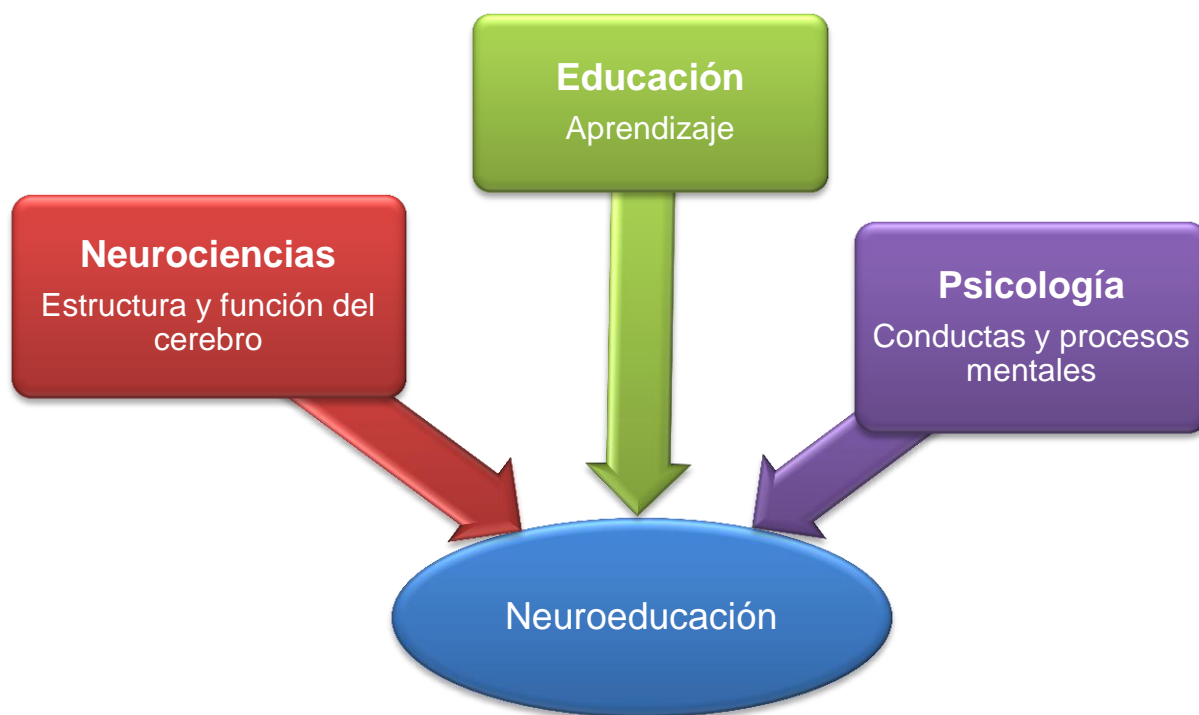 Educación
Aprendizaje
Neurociencias
Estructura y función del
cerebro
Psicología
Conductas y procesos
mentales
Neuroeducación